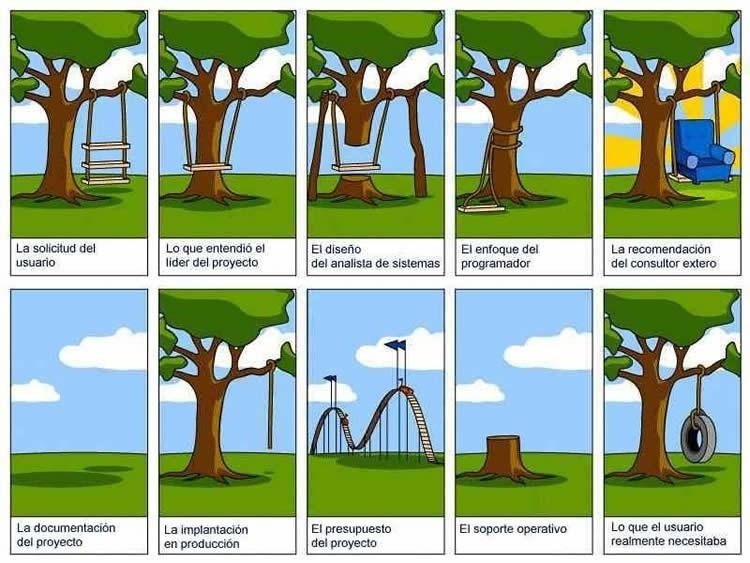 La solicitud del
usuario
Lo que entendió el
lider del proyecto
El diseño
del analista de sistemas
El enfoque del
programador
La recomendación
del consultor extero
La documentación
del proyecto
La implantación
en producción
El presupuesto
del proyecto
El soporte operativo
Lo que el usuario
realmente necesitaba